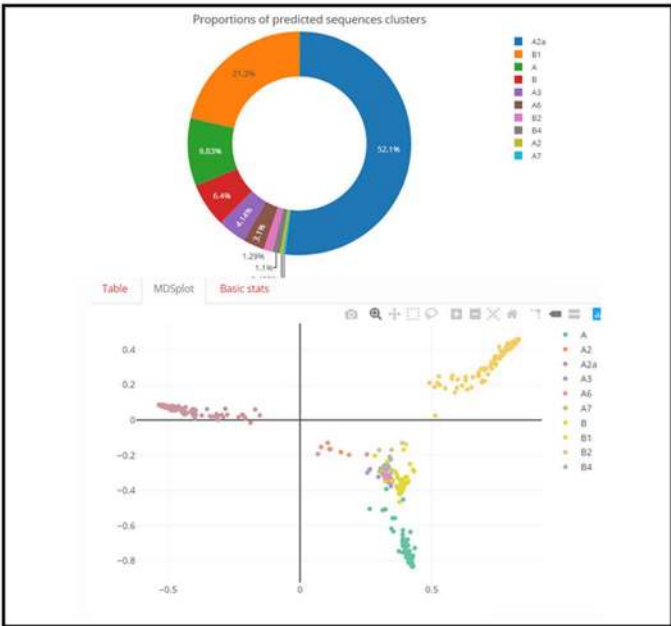 Proportions of predicted sequences clusters
A2a
B1
A
B
A3
A6
B2
B4
A2
A7
21.3%
52.1%
9.83%
6.4%
4.14%
3.1%
1.29%
1.1%
Table MDSplot Basic stats
A
A2
A2a
A3
A6
A7
B
B1
B2
B4
0.4
0.2
0
−0.2
−0.4
−0.6
−0.8
−0.5 0 0.5